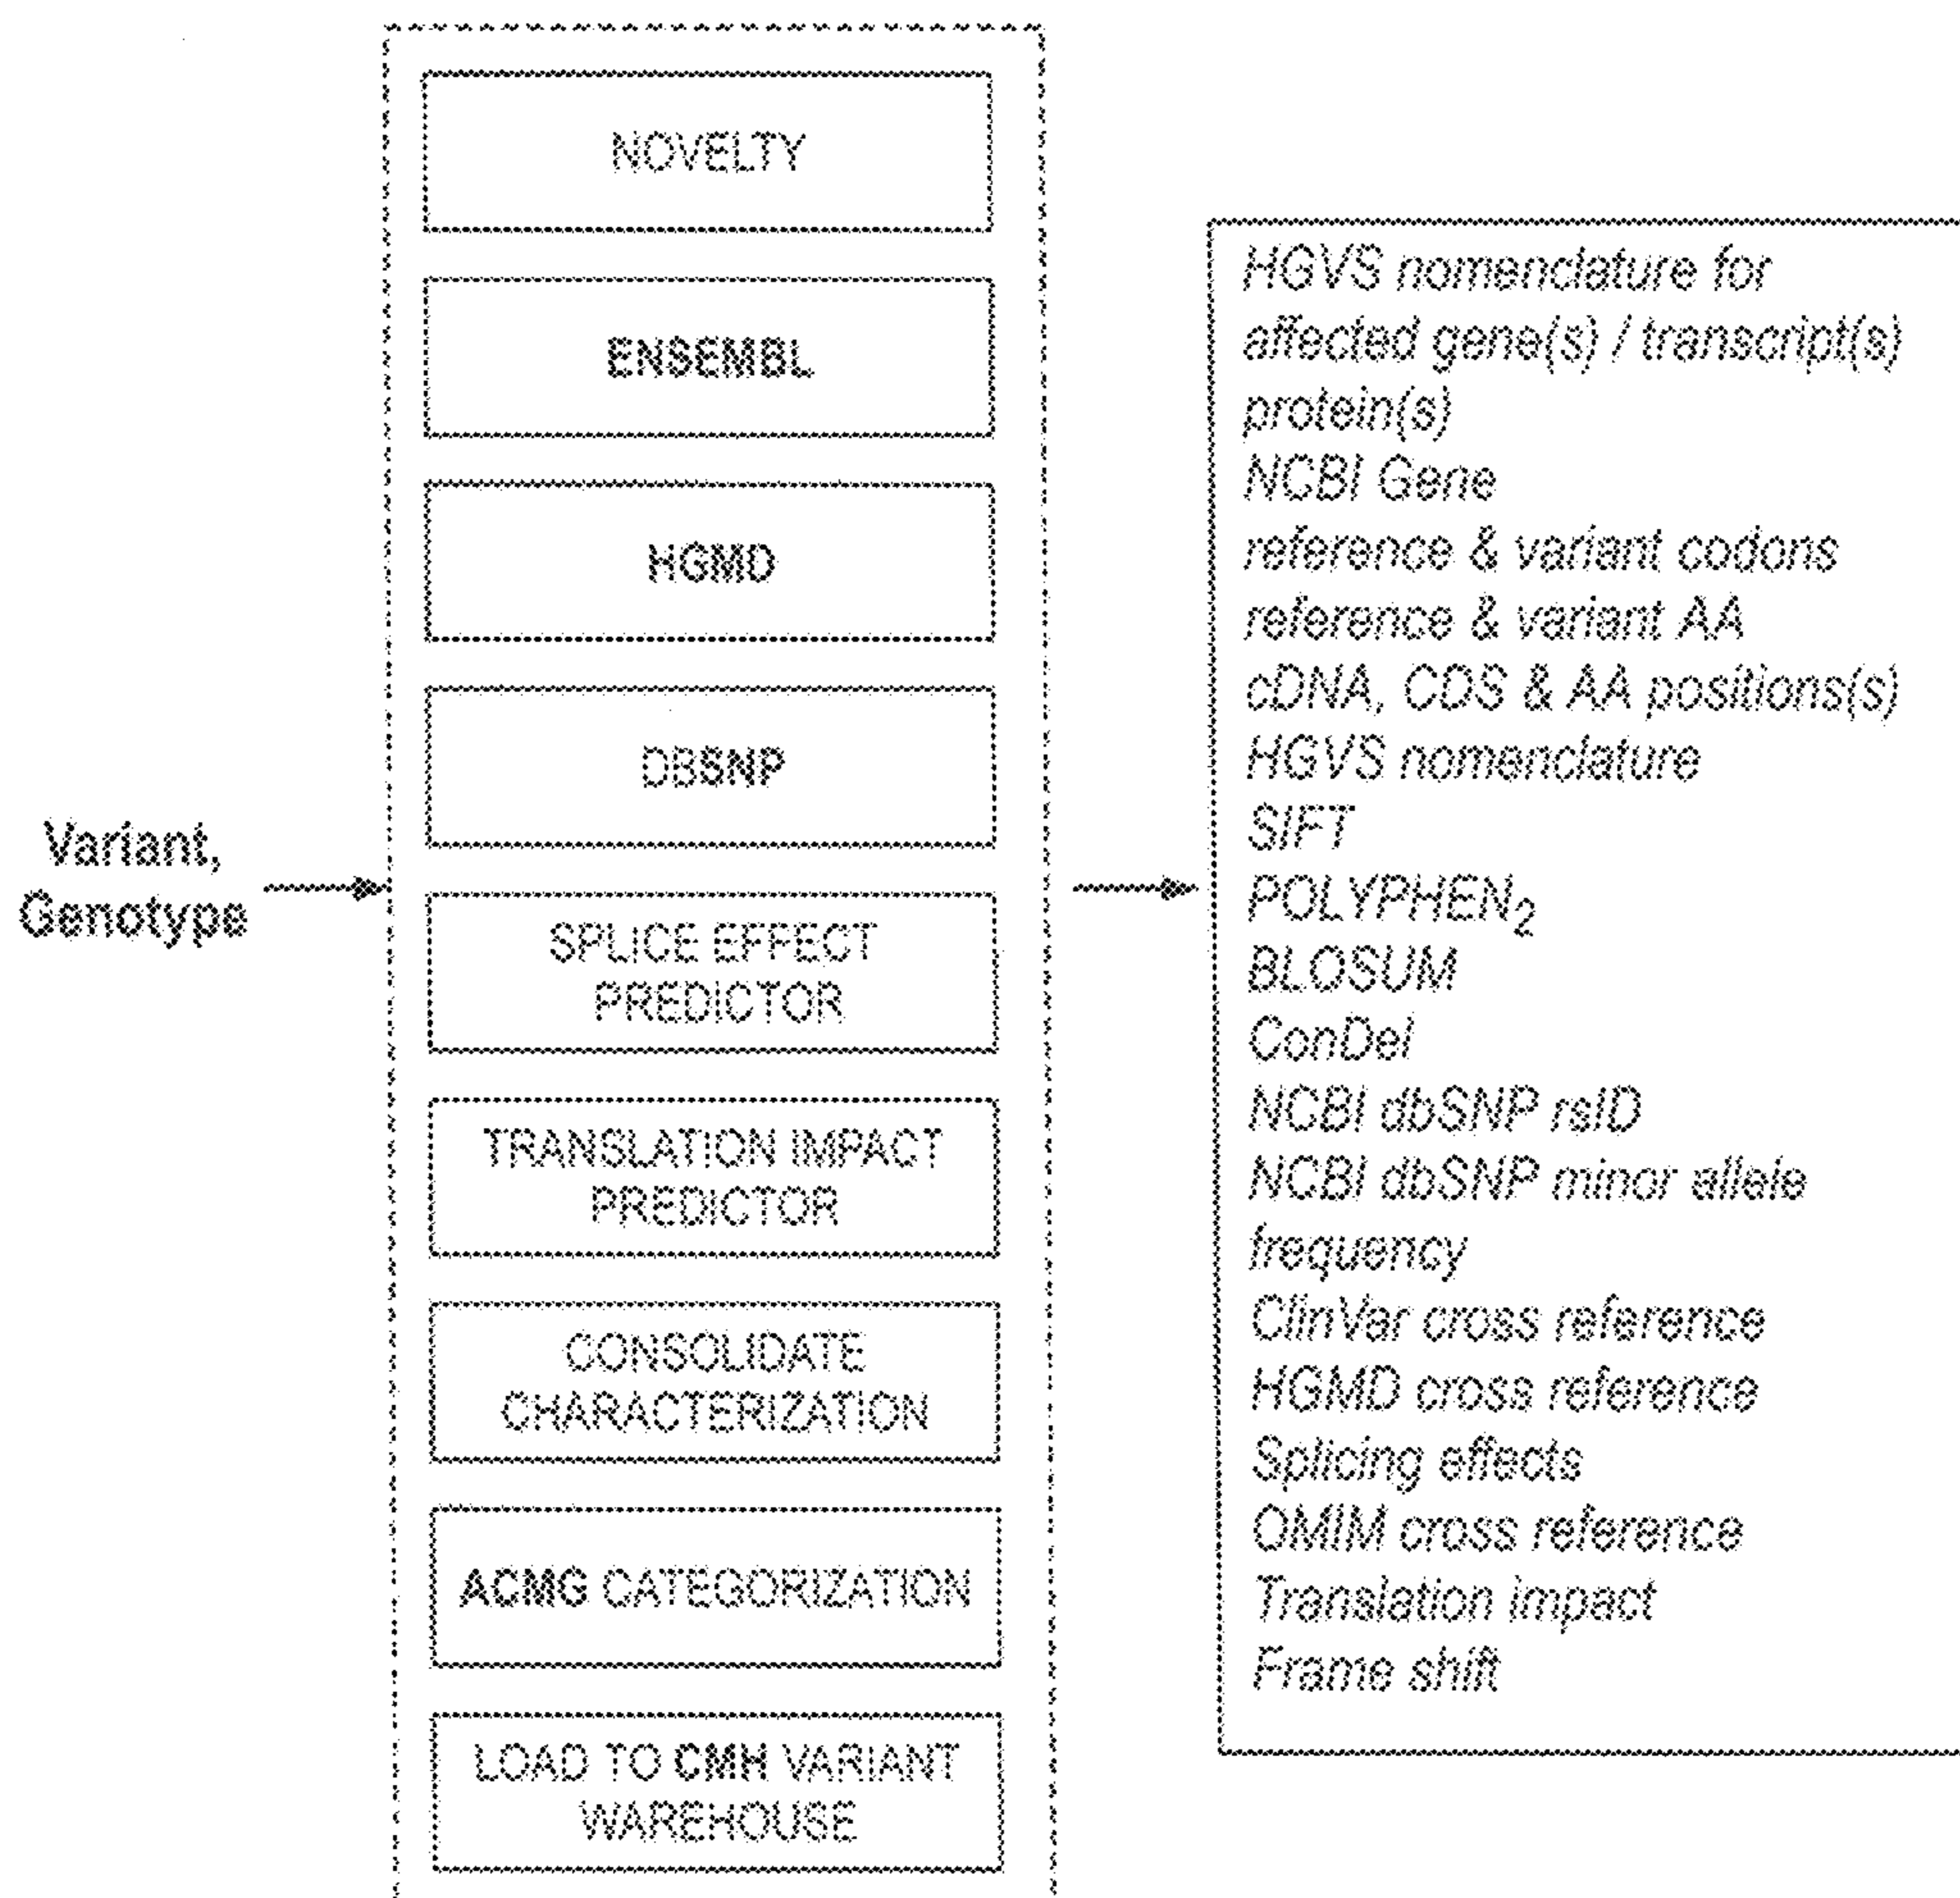 NOVELTY
ENSEMBL
HGMD
DBSNP
Variant,
Genotype
SPLICE EFFECT
PREDICTOR
TRANSLATION IMPACT
PREDICTOR
CONSOLIDATE
CHARACTERIZATION
ACMG CATEGORIZATION
LOAD TO CMH VARIANT
WAREHOUSE
HGVS nomenclature for
affected gene(s) / transcript(s)
protein(s)
NCBI Gene
reference & variant codons
reference & variant AA
cDNA, CDS & AA positions(s)
HGVS nomenclature
SIFT
POLYPHEN₂
BLOSUM
ConDel
NCBI dbSNP rsID
NCBI dbSNP minor allele
frequency
ClinVar cross reference
HGMD cross reference
Splicing effects
OMIM cross reference
Translation impact
Frame shift